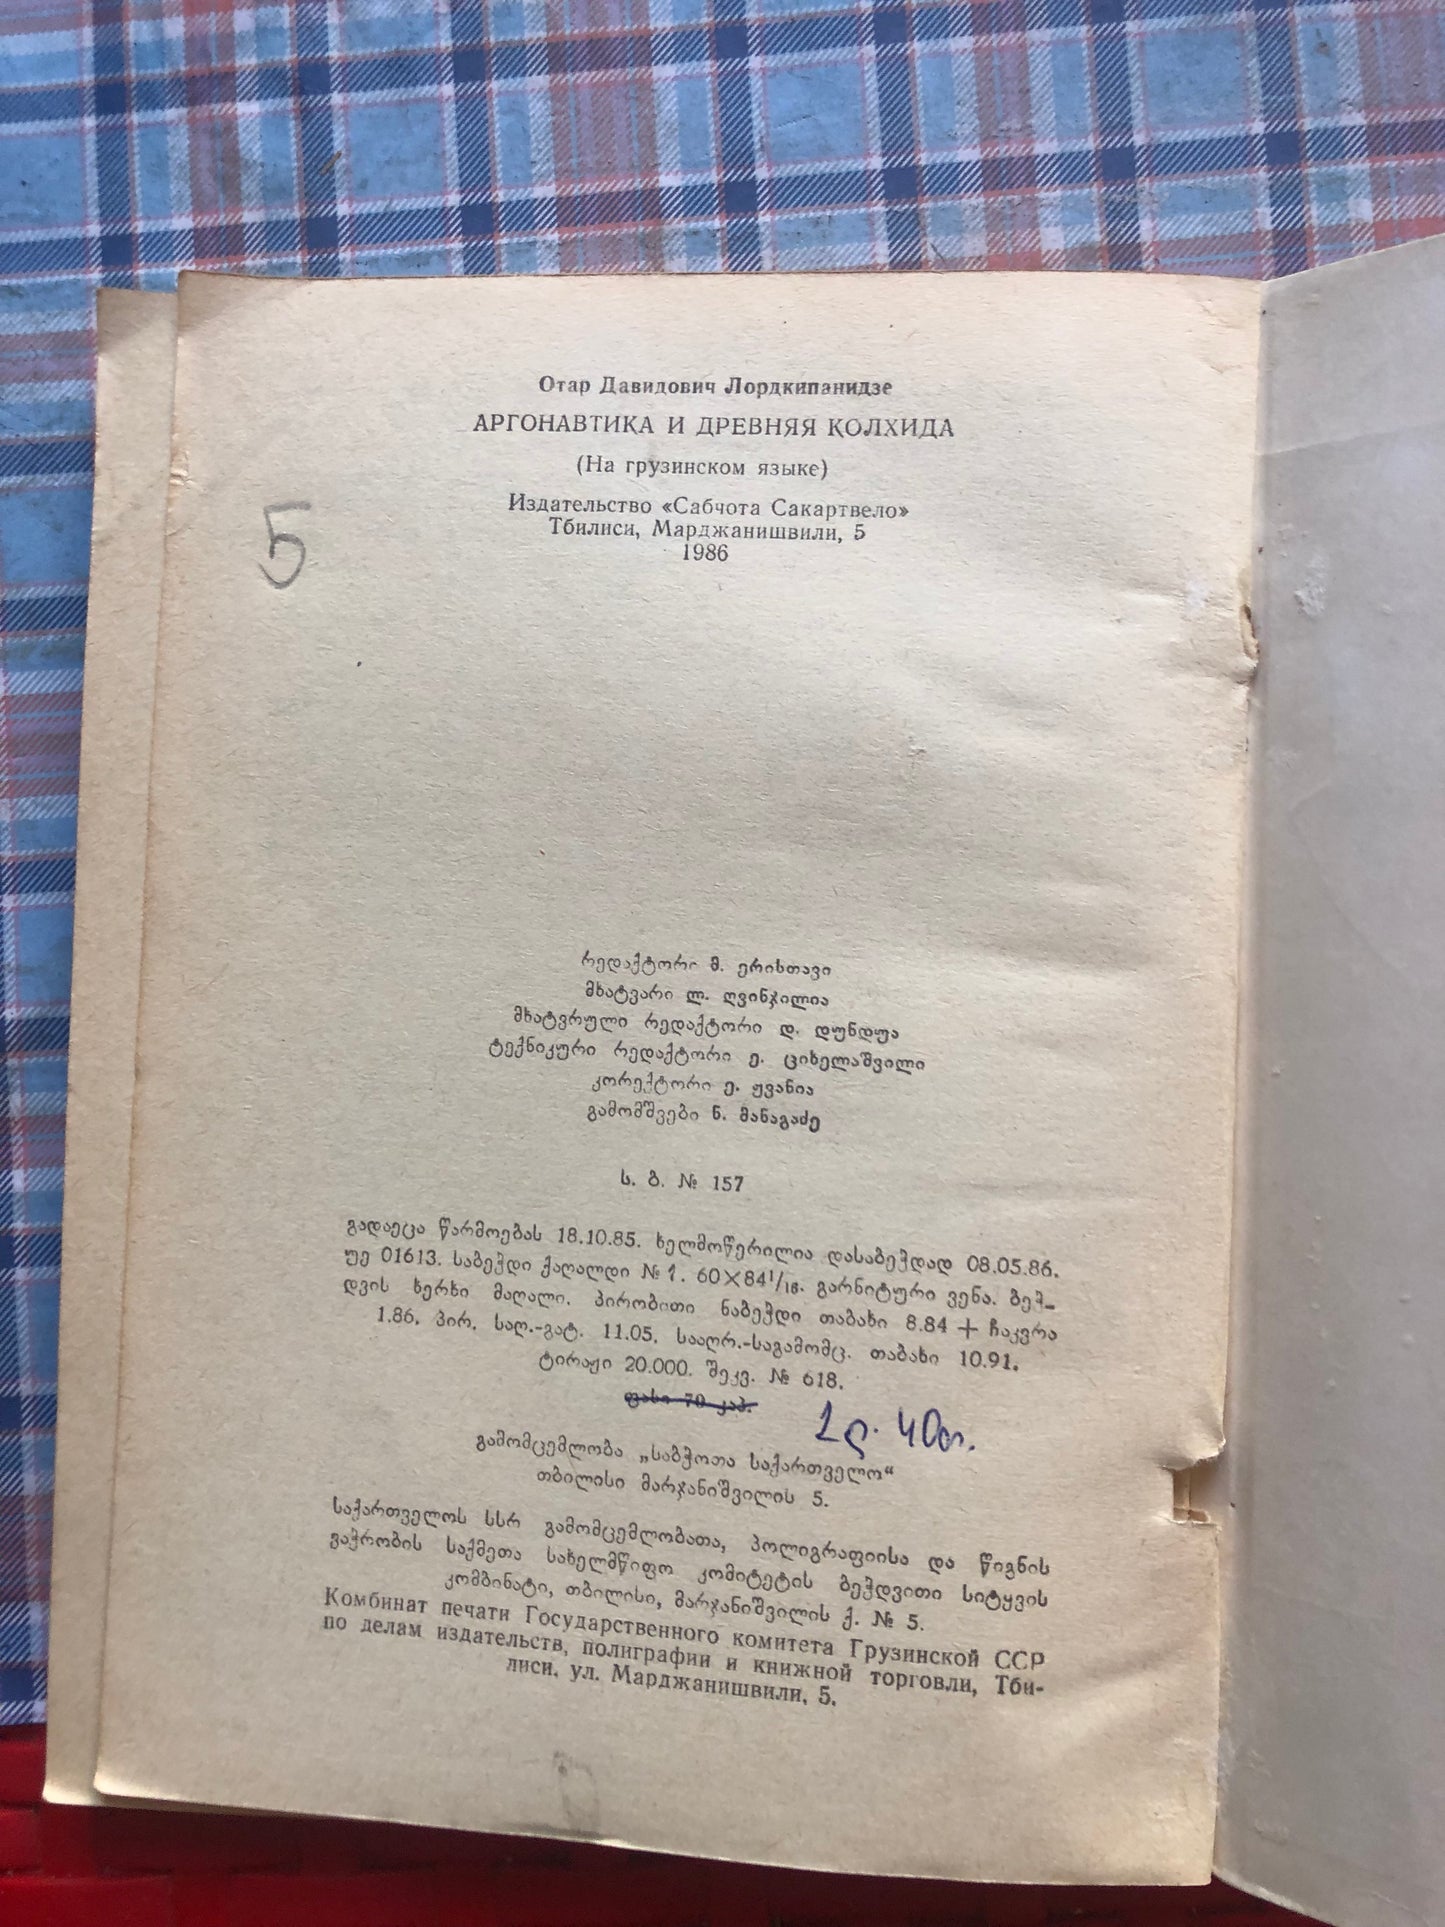 Отар Давидович Лордкипанидзе
АРГОНАВТИКА И ДРЕВНЯЯ КОЛХИДА
(На грузинском языке)
Издательство «Сабчота Сакартвело»
Тбилиси, Марджанишвили, 5
1986
5
რედაქტორი მ. ერისთავი
მხატვარი ლ. ღვინჯილია
მხატვრული რედაქტორი დ. დუნდუა
ტექნიკური რედაქტორი ე. ციხელაშვილი
კორექტორი ე. ჟვანია
გამომშვები ნ. მანაგაძე
ს. ბ. № 157
გადაეცა წარმოებას 18.10.85. ხელმოწერილია დასაბეჭდად 08.05.86.
უე 01613. საბეჭდი ქაღალდი № 1. 60×84¹/₁₆. გარნიტური ვენა. ბეჭ-
დვის ხერხი მაღალი. პირობითი ნაბეჭდი თაბახი 8.84 + ჩაკვრა
1.86. პირ. საღ.-გატ. 11.05. სააღრ.-საგამომც. თაბახი 10.91.
ტირაჟი 20.000. შეკვ. № 618.
ფასი 70 კაპ.
1 ლ. 40 თ.
გამომცემლობა „საბჭოთა საქართველო“
თბილისი მარჯანიშვილის 5.
საქართველოს სსრ გამომცემლობათა, პოლიგრაფიისა და წიგნის
ვაჭრობის საქმეთა სახელმწიფო კომიტეტის ბეჭდვითი სიტყვის
კომბინატი, თბილისი, მარჯანიშვილის ქ. № 5.
Комбинат печати Государственного комитета Грузинской ССР
по делам издательств, полиграфии и книжной торговли, Тби-
лиси, ул. Марджанишвили, 5.